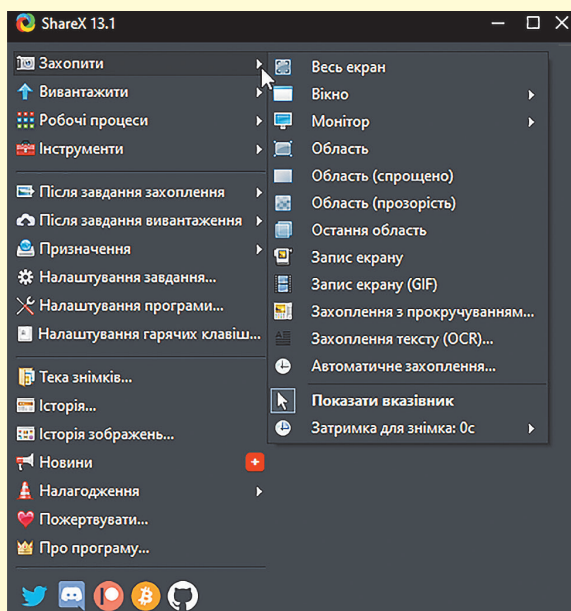 ShareX 13.1
Захопити
Вивантажити
Робочі процеси
Інструменти
Після завдання захоплення
Після завдання вивантаження
Призначення
Налаштування завдання...
Налаштування програми...
Налаштування гарячих клавіш...
Тека знімків...
Історія...
Історія зображень...
Новини
Налагодження
Пожертвувати...
Про програму...
Весь екран
Вікно
Монітор
Область
Область (спрощено)
Область (прозорість)
Остання область
Запис екрану
Запис екрану (GIF)
Захоплення з прокручуванням...
Захоплення тексту (OCR)...
Автоматичне захоплення...
Показати вказівник
Затримка для знімка: 0с